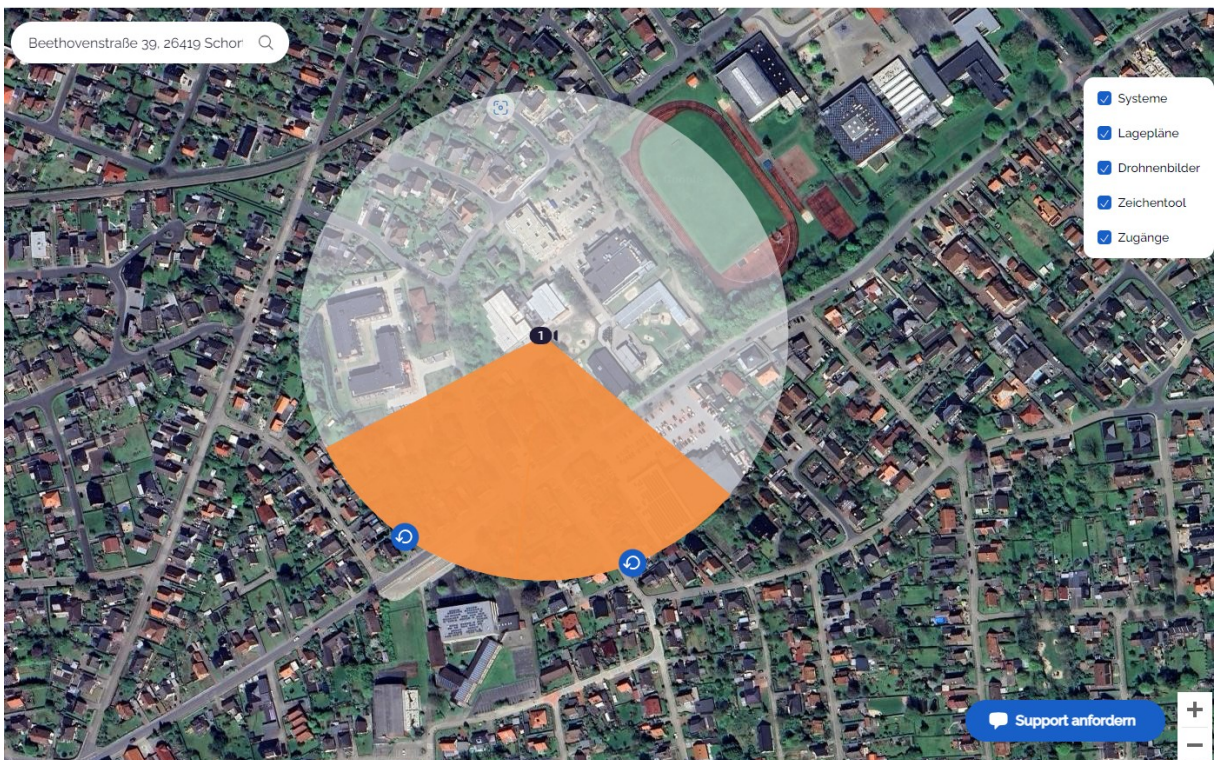 Beethovenstraße 39, 26419 Schor
Systeme
Lagepläne
Drohnenbilder
Zeichentool
Zugänge
1
Support anfordern
+
−